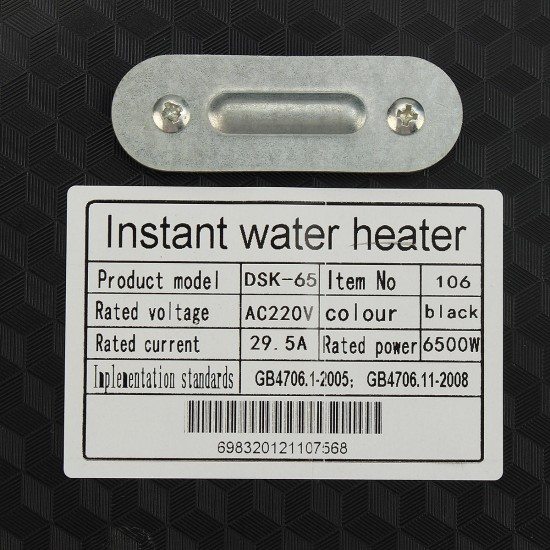 Instant water heater
Product model DSK-65 Item No 106
Rated voltage AC220V colour black
Rated current 29.5A Rated power 6500W
Implementation standards GB4706.1-2005; GB4706.11-2008
698320121107568